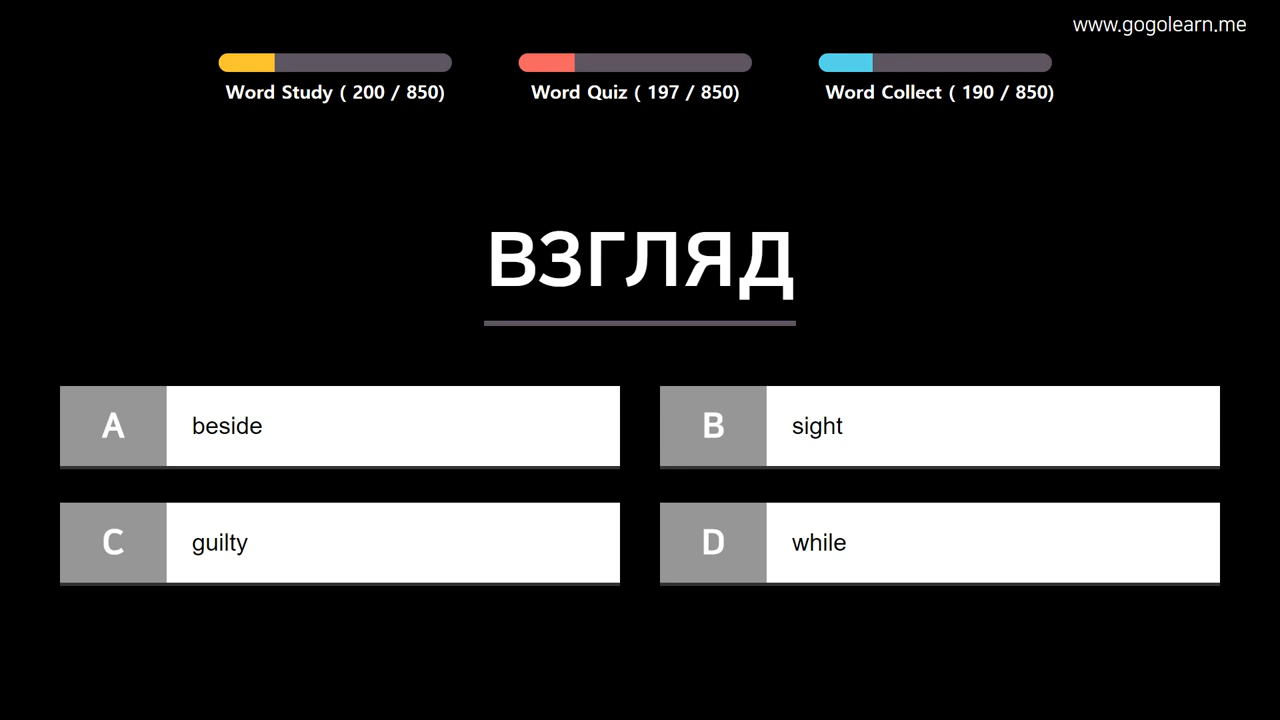 www.gogolearn.me
Word Study ( 200 / 850)
Word Quiz ( 197 / 850)
Word Collect ( 190 / 850)
ВЗГЛЯД
A beside
B sight
C guilty
D while